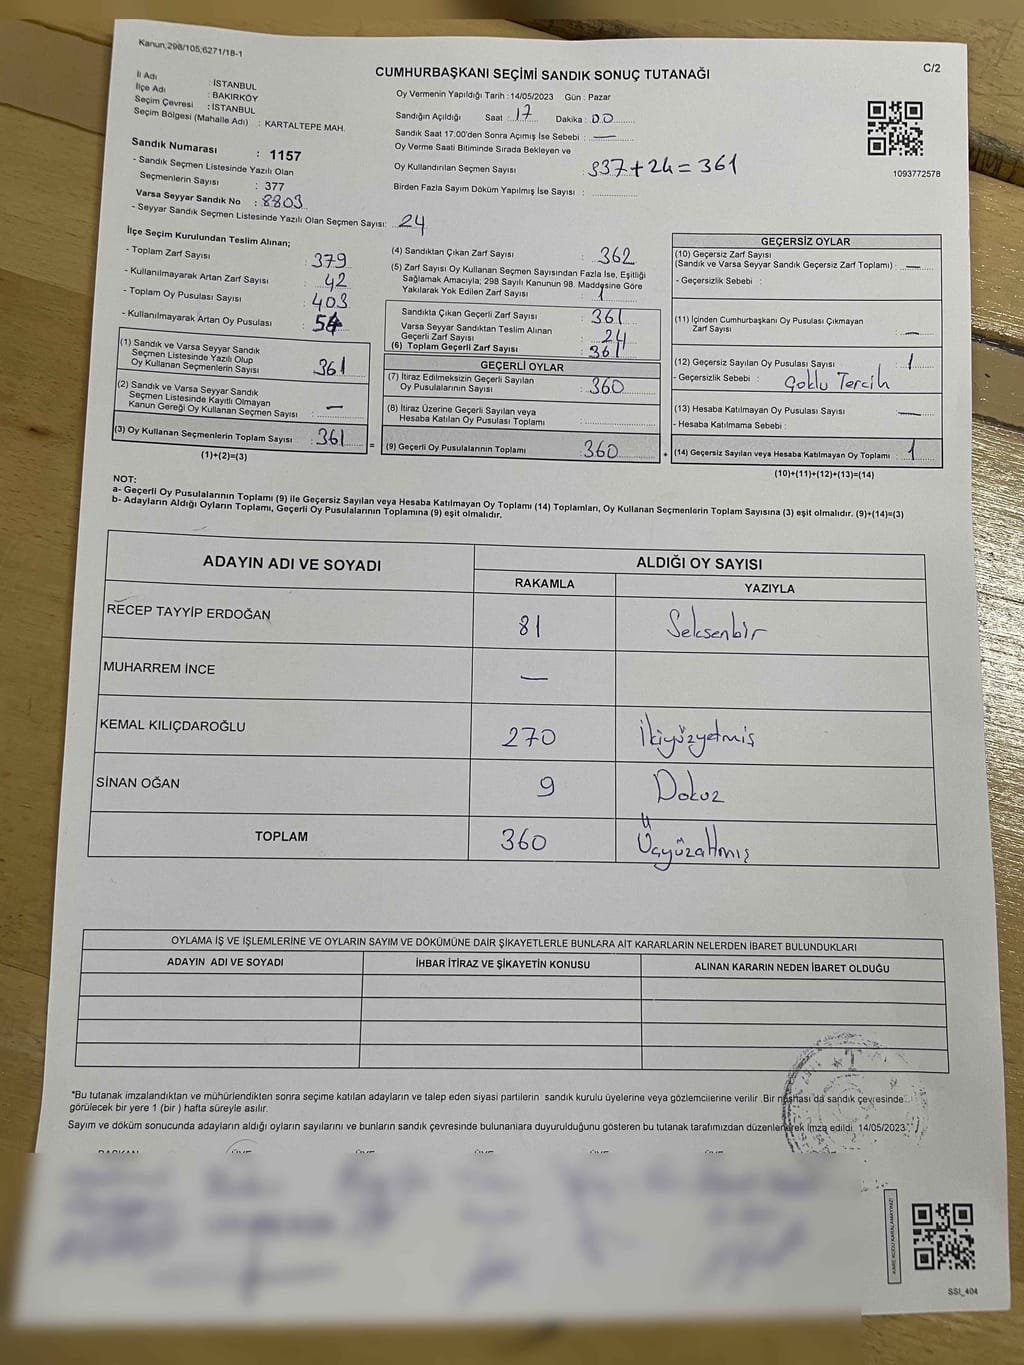 Kanun,298/105,6271/18-1
C/2
CUMHURBAŞKANI SEÇİMİ SANDIK SONUÇ TUTANAĞI
İl Adı : İSTANBUL
İlçe Adı : BAKIRKÖY
Seçim Çevresi : İSTANBUL
Seçim Bölgesi (Mahalle Adı) : KARTALTEPE MAH.
Sandık Numarası : 1157
- Sandık Seçmen Listesinde Yazılı Olan
Seçmenlerin Sayısı : 377
Varsa Seyyar Sandık No : 8803
- Seyyar Sandık Seçmen Listesinde Yazılı Olan Seçmen Sayısı: 24
Oy Vermenin Yapıldığı Tarih :14/05/2023 Gün : Pazar
Sandığın Açıldığı Saat : 17 Dakika : 00
Sandık Saat 17:00'den Sonra Açımış İse Sebebi : —
Oy Verme Saati Bitiminde Sırada Bekleyen ve
Oy Kullandırılan Seçmen Sayısı : 337+24=361
Birden Fazla Sayım Döküm Yapılmış İse Sayısı :
1093772578
İlçe Seçim Kurulundan Teslim Alınan;
- Toplam Zarf Sayısı : 379
- Kullanılmayarak Artan Zarf Sayısı : 42
- Toplam Oy Pusulası Sayısı : 403
- Kullanılmayarak Artan Oy Pusulası :
(1) Sandık ve Varsa Seyyar Sandık
Seçmen Listesinde Yazılı Olup
Oy Kullanan Seçmenlerin Sayısı : 361
(2) Sandık ve Varsa Seyyar Sandık
Seçmen Listesinde Kayıtlı Olmayan
Kanun Gereği Oy Kullanan Seçmen Sayısı : —
(3) Oy Kullanan Seçmenlerin Toplam Sayısı : 361
(1)+(2)=(3)
=
(4) Sandıktan Çıkan Zarf Sayısı : 362
(5) Zarf Sayısı Oy Kullanan Seçmen Sayısından Fazla İse, Eşitliği
Sağlamak Amacıyla; 298 Sayılı Kanunun 98. Maddesine Göre
Yakılarak Yok Edilen Zarf Sayısı : 1
Sandıkta Çıkan Geçerli Zarf Sayısı : 361
Varsa Seyyar Sandıktan Teslim Alınan
Geçerli Zarf Sayısı : 24
(6) Toplam Geçerli Zarf Sayısı : 361
GEÇERLİ OYLAR
(7) İtiraz Edilmeksizin Geçerli Sayılan
Oy Pusulalarının Sayısı : 360
(8) İtiraz Üzerine Geçerli Sayılan veya
Hesaba Katılan Oy Pusulası Toplamı :
(9) Geçerli Oy Pusulalarının Toplamı : 360
+
GEÇERSİZ OYLAR
(10) Geçersiz Zarf Sayısı
(Sandık ve Varsa Seyyar Sandık Geçersiz Zarf Toplamı) : —
- Geçersizlik Sebebi :
(11) İçinden Cumhurbaşkanı Oy Pusulası Çıkmayan
Zarf Sayısı : —
(12) Geçersiz Sayılan Oy Pusulası Sayısı : 1
- Geçersizlik Sebebi : Çoklu Tercih
(13) Hesaba Katılmayan Oy Pusulası Sayısı : —
- Hesaba Katılmama Sebebi :
(14) Geçersiz Sayılan veya Hesaba Katılmayan Oy Toplamı : 1
(10)+(11)+(12)+(13)=(14)
NOT:
a- Geçerli Oy Pusulalarının Toplamı (9) ile Geçersiz Sayılan veya Hesaba Katılmayan Oy Toplamı (14) Toplamları, Oy Kullanan Seçmenlerin Toplam Sayısına (3) eşit olmalıdır. (9)+(14)=(3)
b- Adayların Aldığı Oyların Toplamı, Geçerli Oy Pusulalarının Toplamına (9) eşit olmalıdır.
ADAYIN ADI VE SOYADI ALDIĞI OY SAYISI
RAKAMLA YAZIYLA
RECEP TAYYİP ERDOĞAN 81 Seksenbir
MUHARREM İNCE —
KEMAL KILIÇDAROĞLU 270 İkiyüzyetmiş
SİNAN OĞAN 9 Dokuz
TOPLAM 360 Üçyüzaltmış
OYLAMA İŞ VE İŞLEMLERİNE VE OYLARIN SAYIM VE DÖKÜMÜNE DAİR ŞİKAYETLERLE BUNLARA AİT KARARLARIN NELERDEN İBARET BULUNDUKLARI
ADAYIN ADI VE SOYADI İHBAR İTİRAZ VE ŞİKAYETİN KONUSU ALINAN KARARIN NEDEN İBARET OLDUĞU
*Bu tutanak imzalandıktan ve mühürlendikten sonra seçime katılan adayların ve talep eden siyasi partilerin sandık kurulu üyelerine veya gözlemcilerine verilir. Bir nüshası da sandık çevresinde
görülecek bir yere 1 (bir ) hafta süreyle asılır.
Sayım ve döküm sonucunda adayların aldığı oyların sayılarını ve bunların sandık çevresinde bulunanlara duyurulduğunu gösteren bu tutanak tarafımızdan düzenlenerek imza edildi. 14/05/2023
KARE KODU KARALAMAYINIZ!
SSI_404